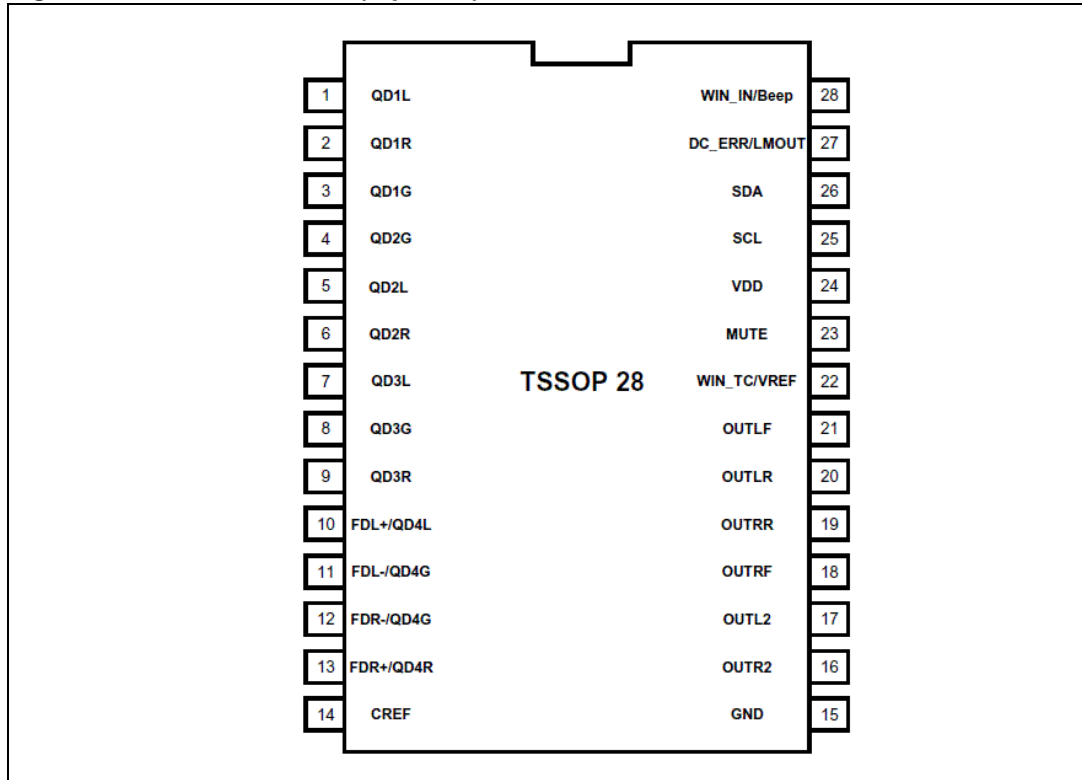 1 QD1L WIN_IN/Beep 28
2 QD1R DC_ERR/LMOUT 27
3 QD1G SDA 26
4 QD2G SCL 25
5 QD2L VDD 24
6 QD2R MUTE 23
7 QD3L TSSOP 28 WIN_TC/VREF 22
8 QD3G OUTLF 21
9 QD3R OUTLR 20
10 FDL+/QD4L OUTRR 19
11 FDL-/QD4G OUTRF 18
12 FDR-/QD4G OUTL2 17
13 FDR+/QD4R OUTR2 16
14 CREF GND 15